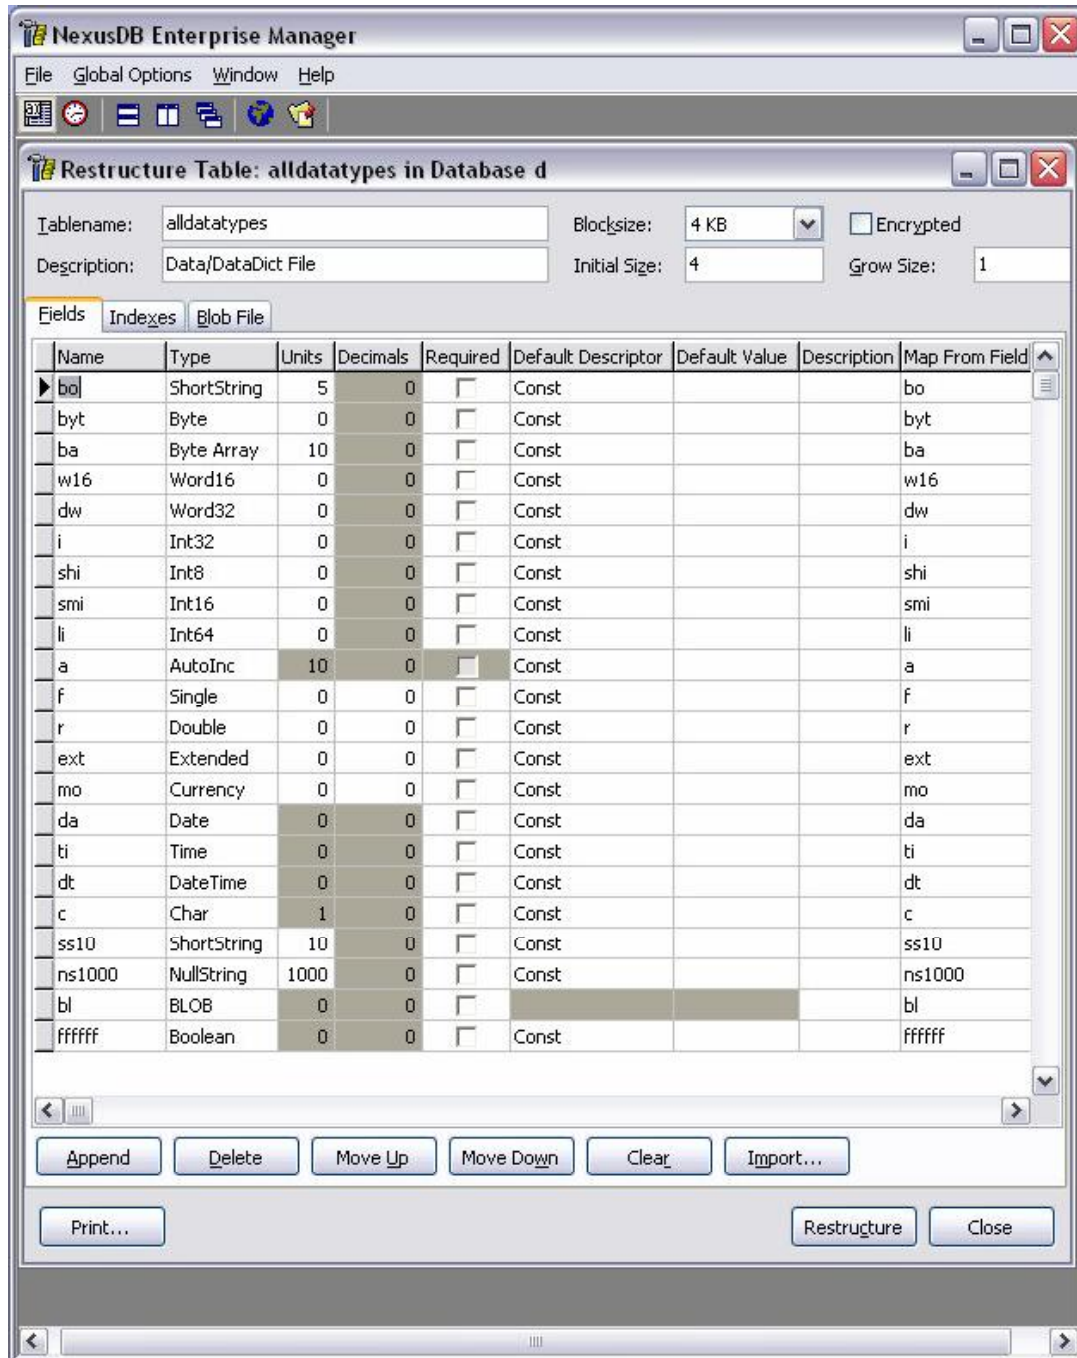 NexusDB Enterprise Manager
File Global Options Window Help
Restructure Table: alldatatypes in Database d
Tablename: alldatatypes Blocksize: 4 KB Encrypted
Description: Data/DataDict File Initial Size: 4 Grow Size: 1
Fields Indexes Blob File
Name Type Units Decimals Required Default Descriptor Default Value Description Map From Field
bo ShortString 5 0 Const bo
byt Byte 0 0 Const byt
ba Byte Array 10 0 Const ba
w16 Word16 0 0 Const w16
dw Word32 0 0 Const dw
i Int32 0 0 Const i
shi Int8 0 0 Const shi
smi Int16 0 0 Const smi
li Int64 0 0 Const li
a AutoInc 10 0 Const a
f Single 0 0 Const f
r Double 0 0 Const r
ext Extended 0 0 Const ext
mo Currency 0 0 Const mo
da Date 0 0 Const da
ti Time 0 0 Const ti
dt DateTime 0 0 Const dt
c Char 1 0 Const c
ss10 ShortString 10 0 Const ss10
ns1000 NullString 1000 0 Const ns1000
bl BLOB 0 0 bl
ffffff Boolean 0 0 Const ffffff
Append Delete Move Up Move Down Clear Import...
Print... Restructure Close